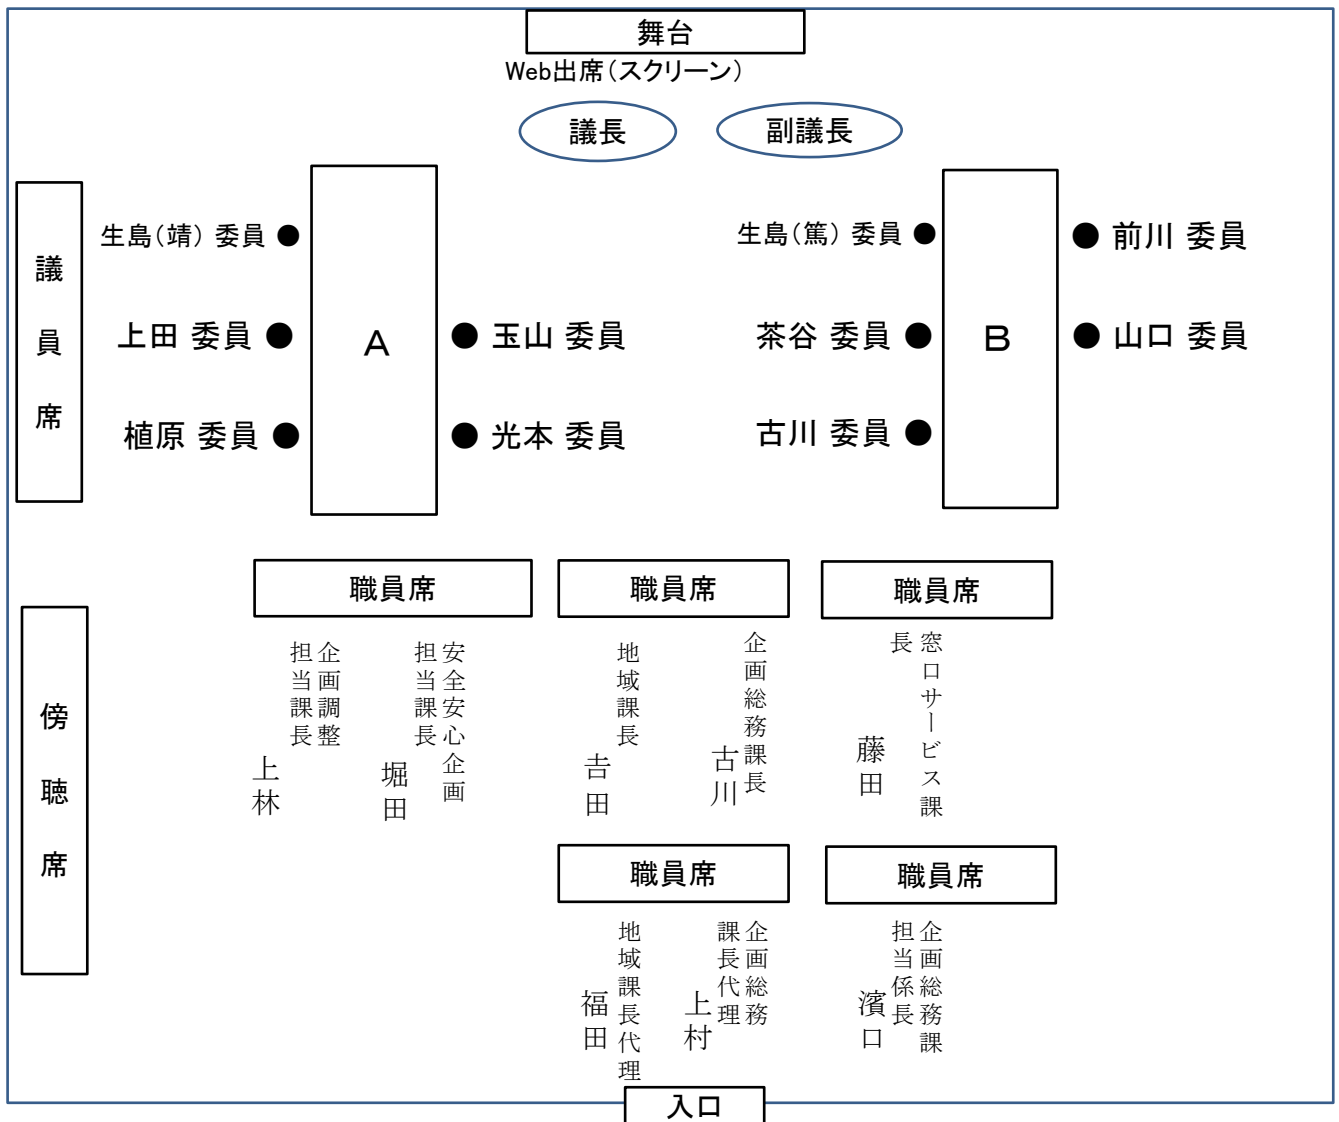 舞台
Web出席（スクリーン）
議長
副議長
議員席
生島（靖） 委員
上田 委員
植原 委員
A
玉山 委員
光本 委員
生島（篤） 委員
茶谷 委員
古川 委員
B
前川 委員
山口 委員
傍聴席
職員席
企画調整
担当課長
上林
安全安心企画
担当課長
堀田
職員席
地域課長
𠮷田
企画総務課長
古川
職員席
窓口サービス課
長
藤田
職員席
地域課長代理
福田
企画総務
課長代理
上村
職員席
企画総務課
担当係長
濱口
入口